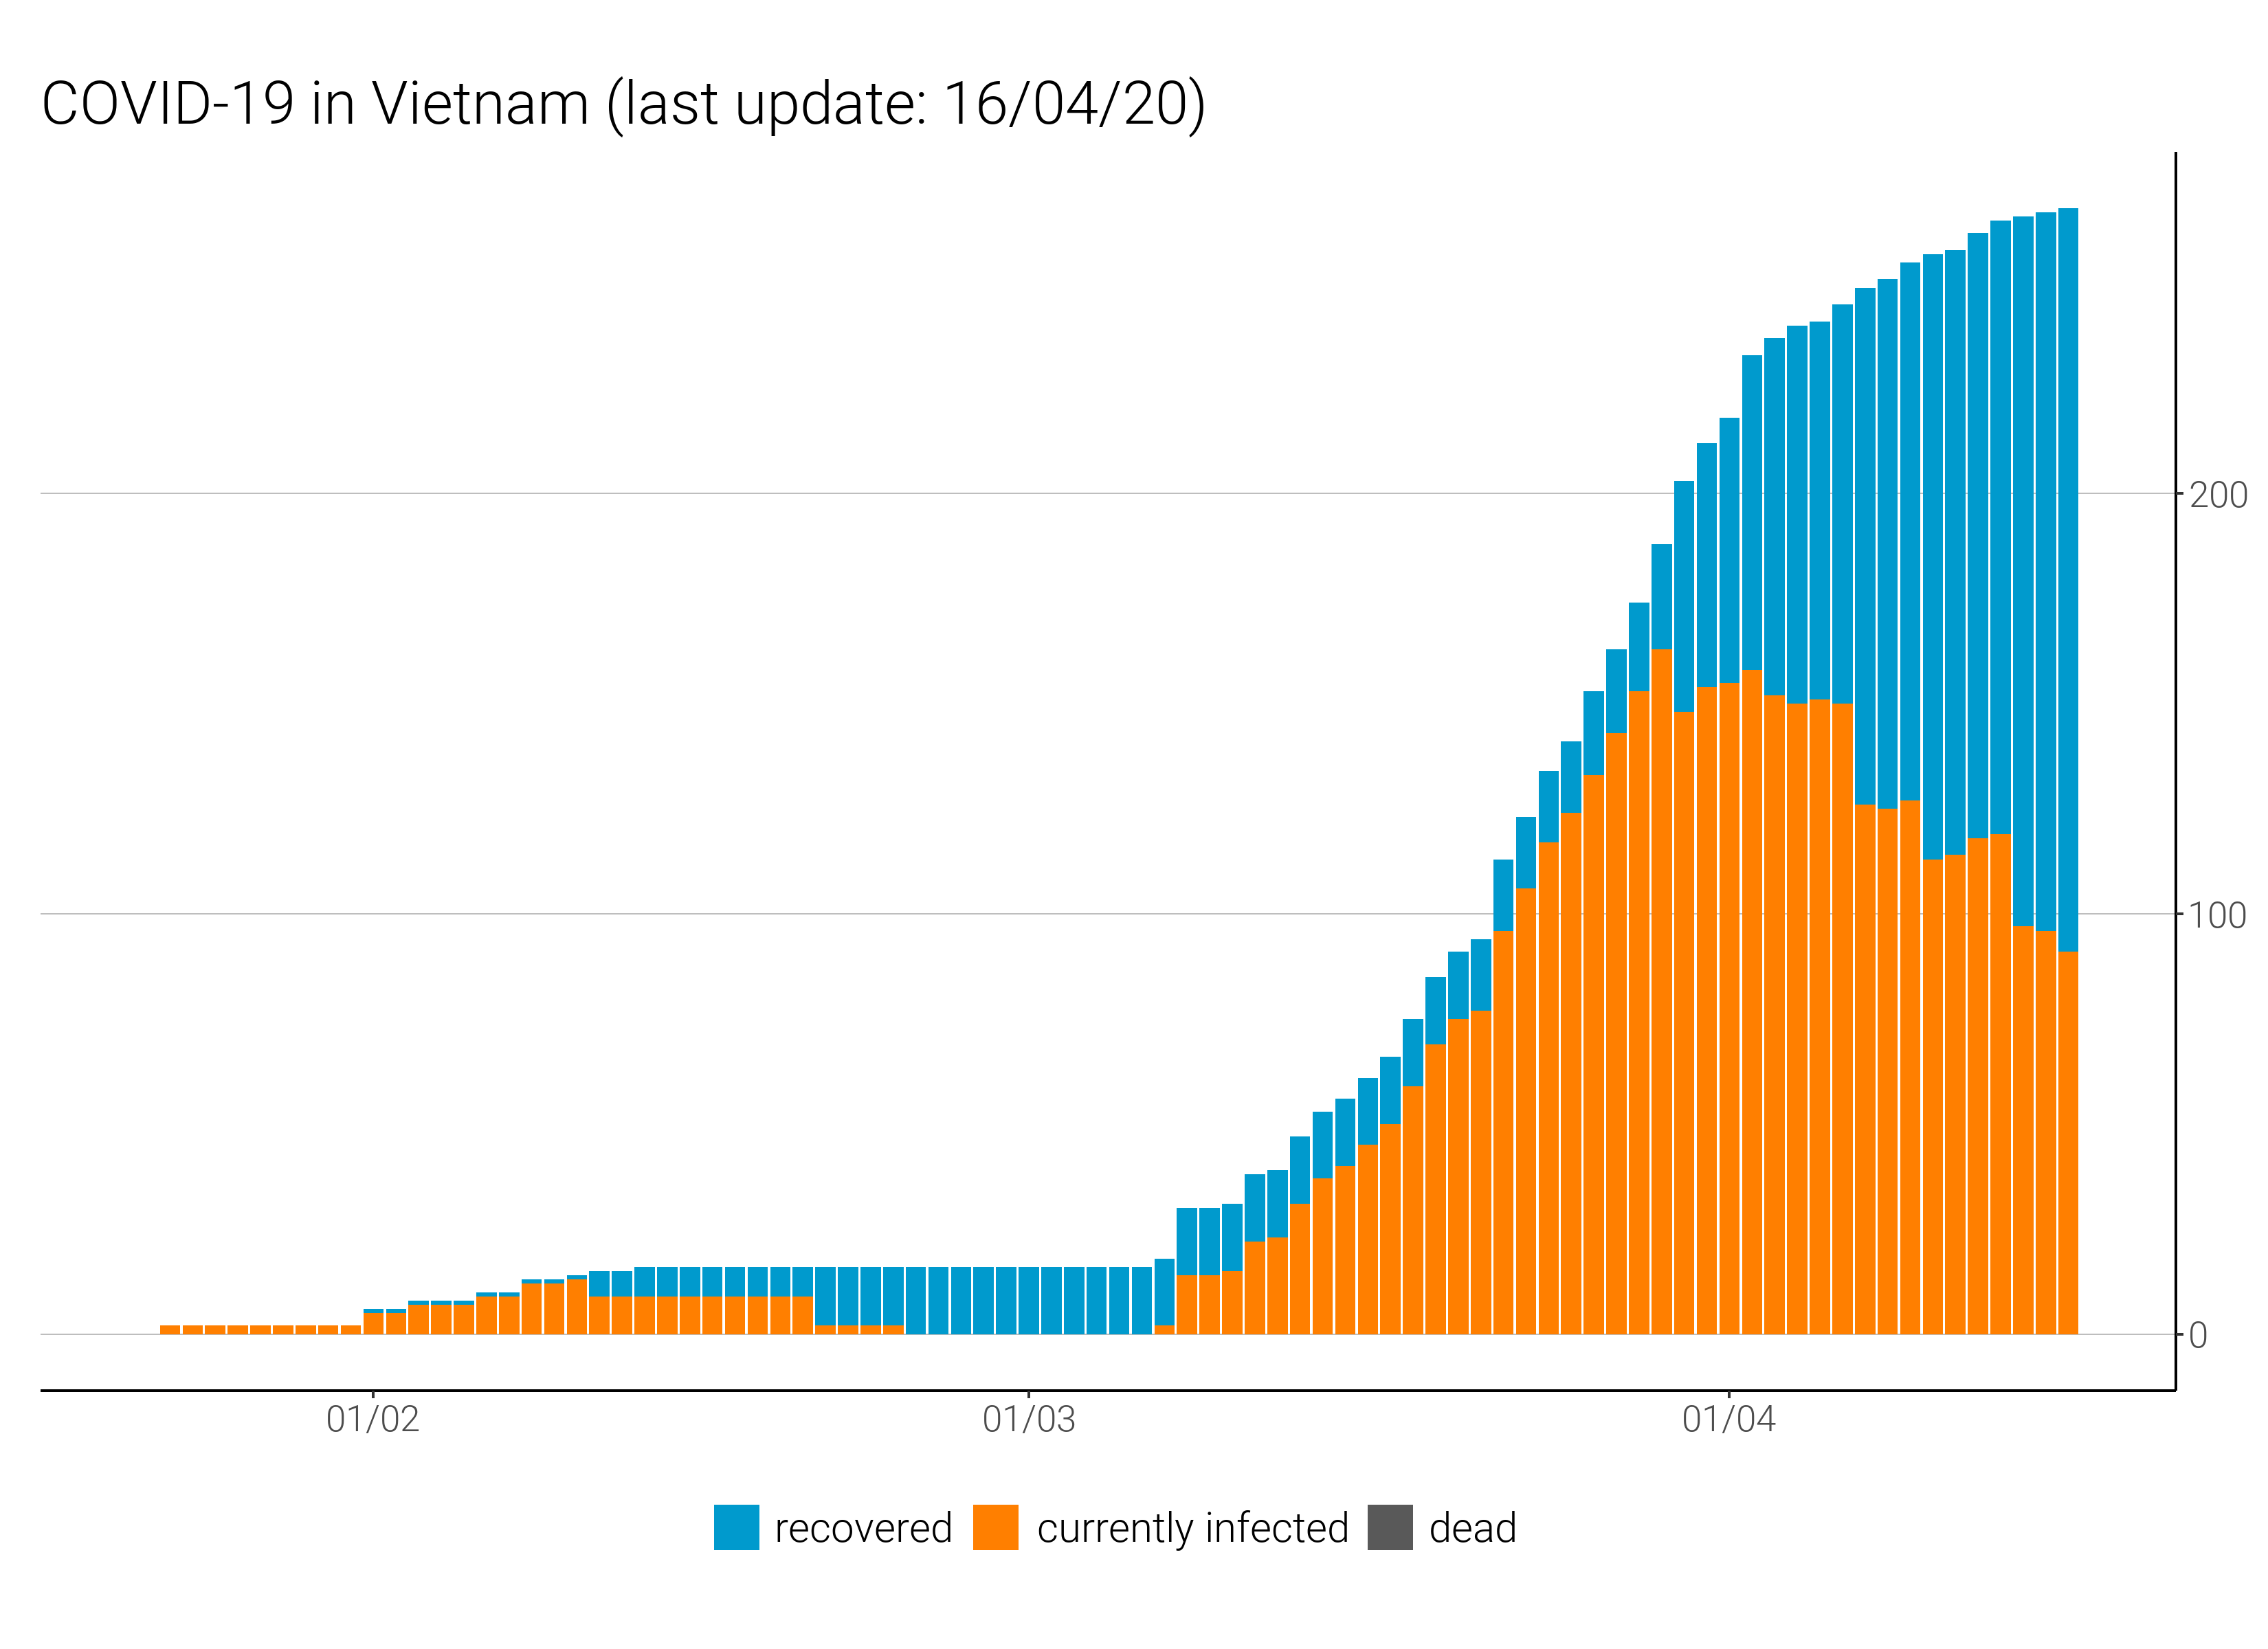 COVID-19 in Vietnam (last update: 16/04/20)
200
100
0
01/02 01/03 01/04
recovered currently infected dead